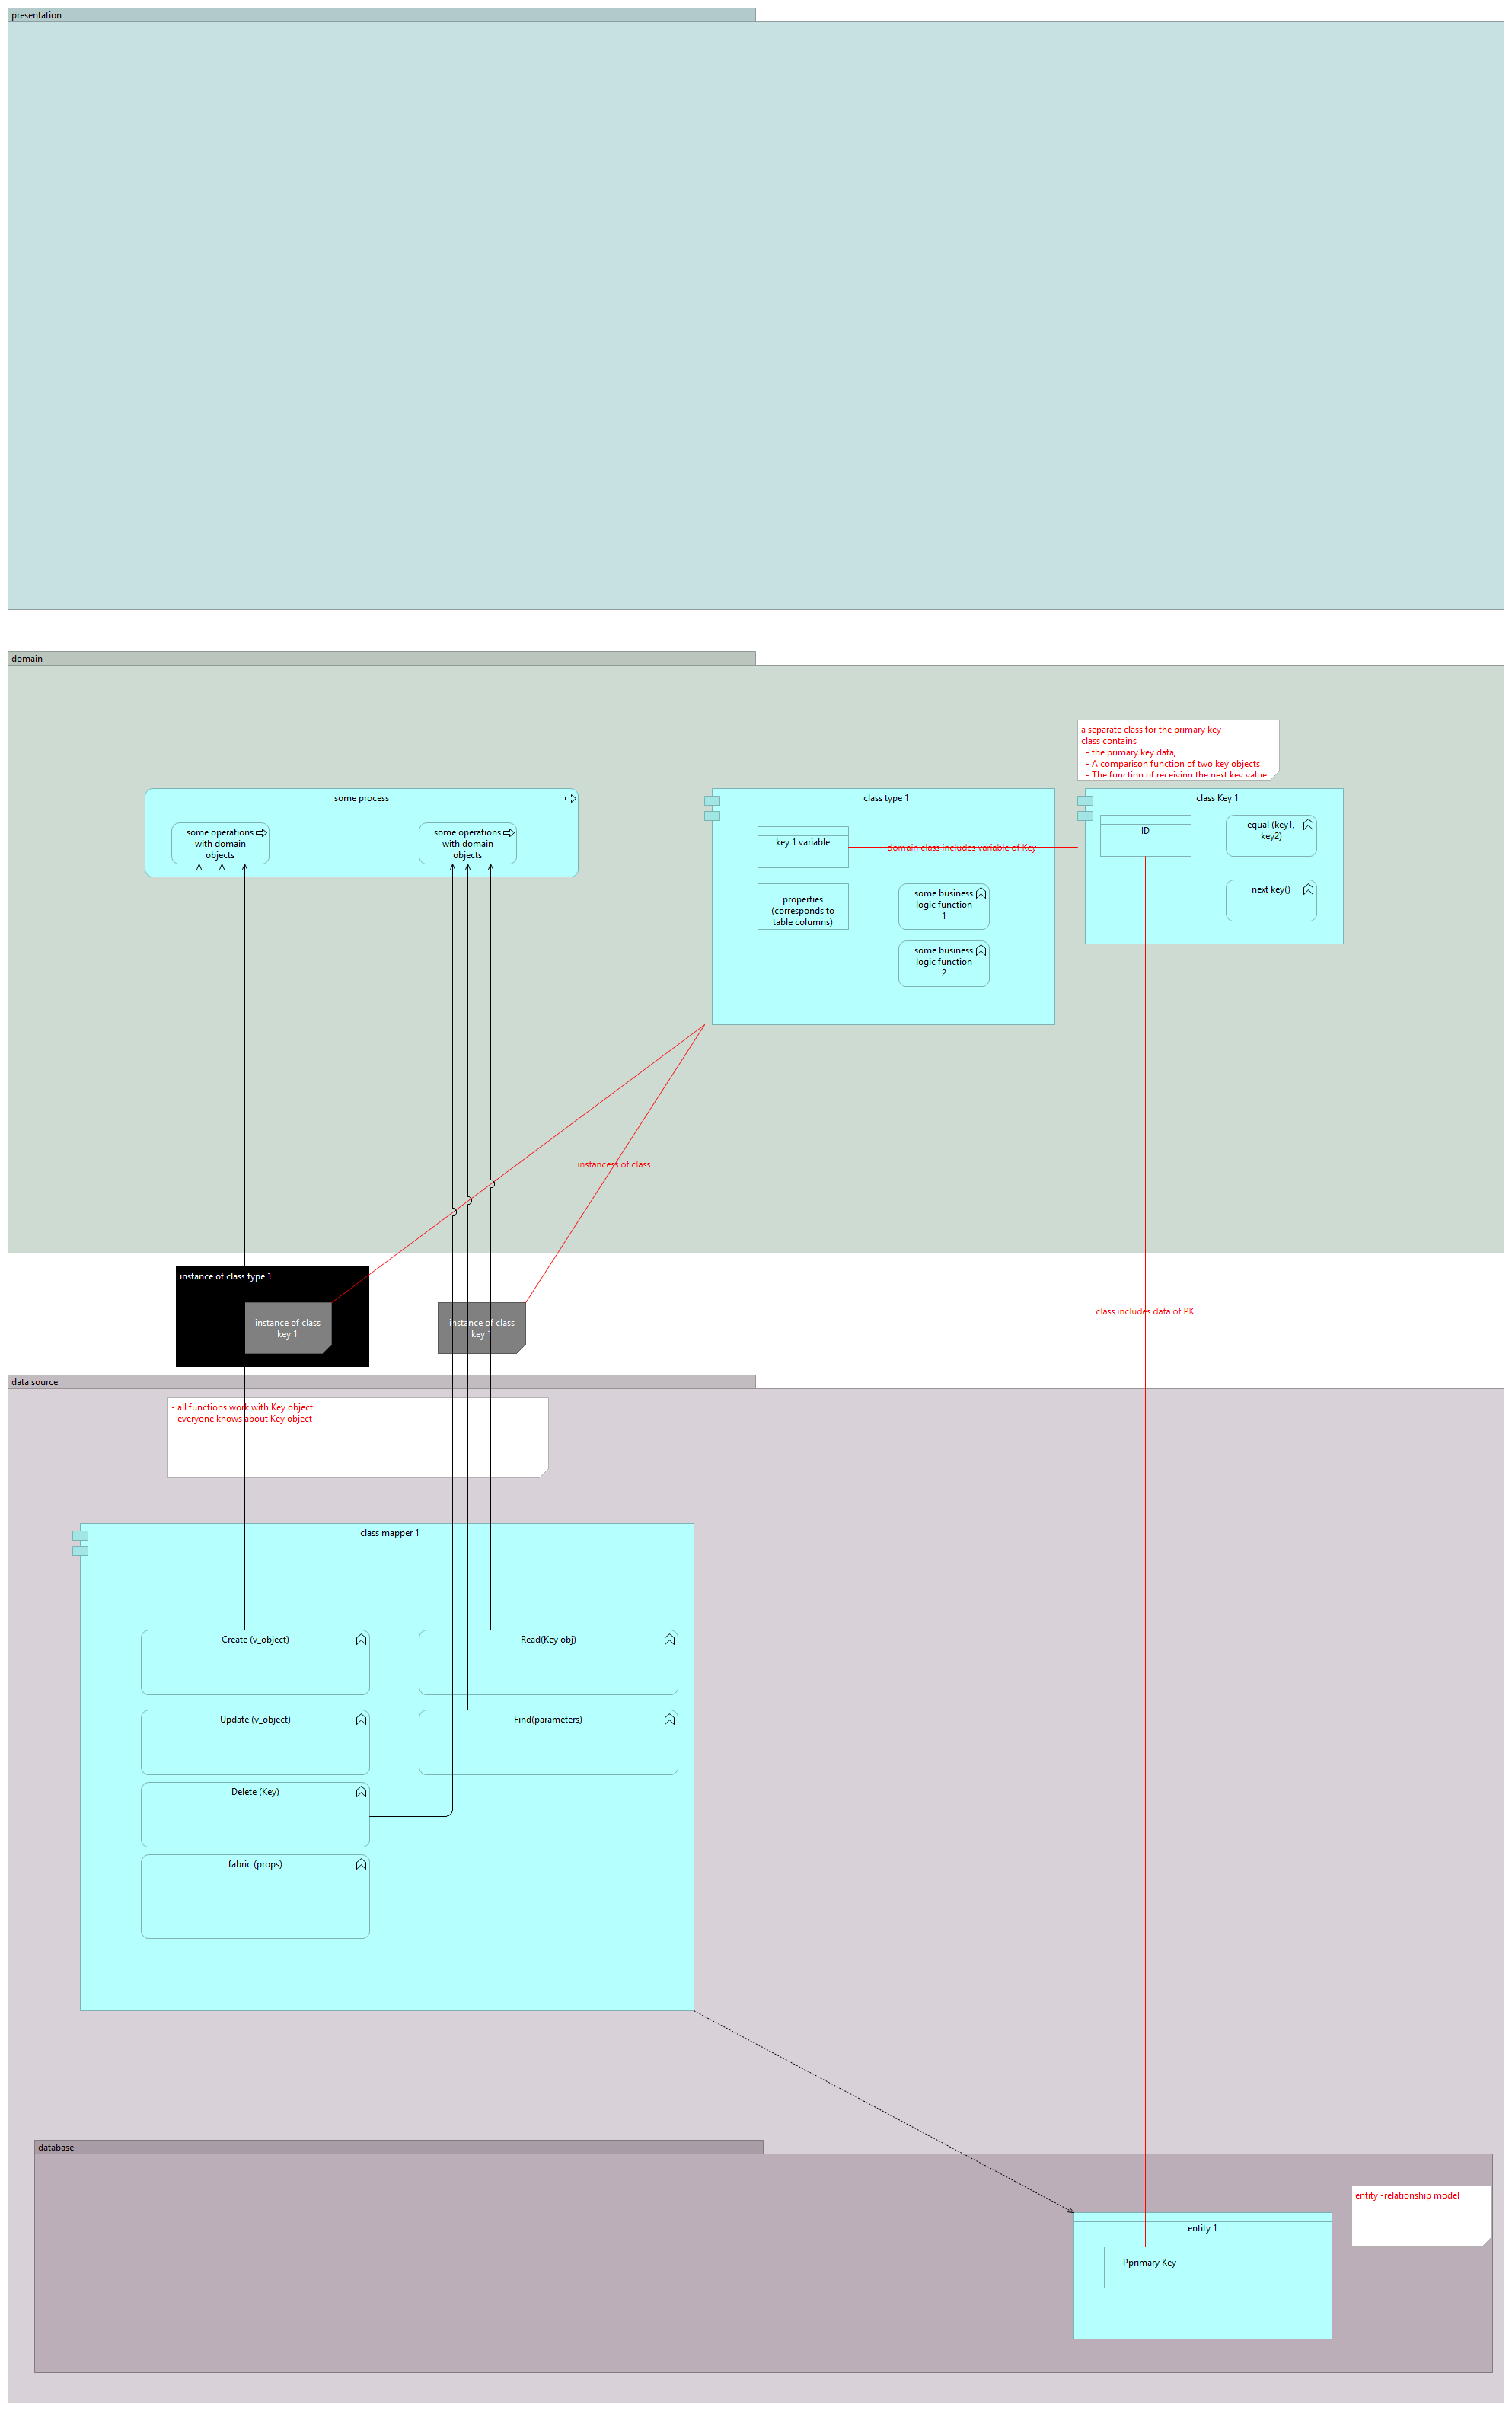 presentation
domain
a separate class for the primary key
class contains
- the primary key data,
- A comparison function of two key objects
- The function of receiving the next key value
some process
some operations
with domain
objects
some operations
with domain
objects
class type 1
key 1 variable
properties
(corresponds to
table columns)
some business
logic function
1
some business
logic function
2
domain class includes variable of Key
class Key 1
ID
equal (key1,
key2)
next key()
instancess of class
instance of class type 1
instance of class
key 1
instance of class
key 1
class includes data of PK
data source
- all functions work with Key object
- everyone knows about Key object
class mapper 1
Create (v_object)
Read(Key obj)
Update (v_object)
Find(parameters)
Delete (Key)
fabric (props)
database
entity -relationship model
entity 1
Pprimary Key